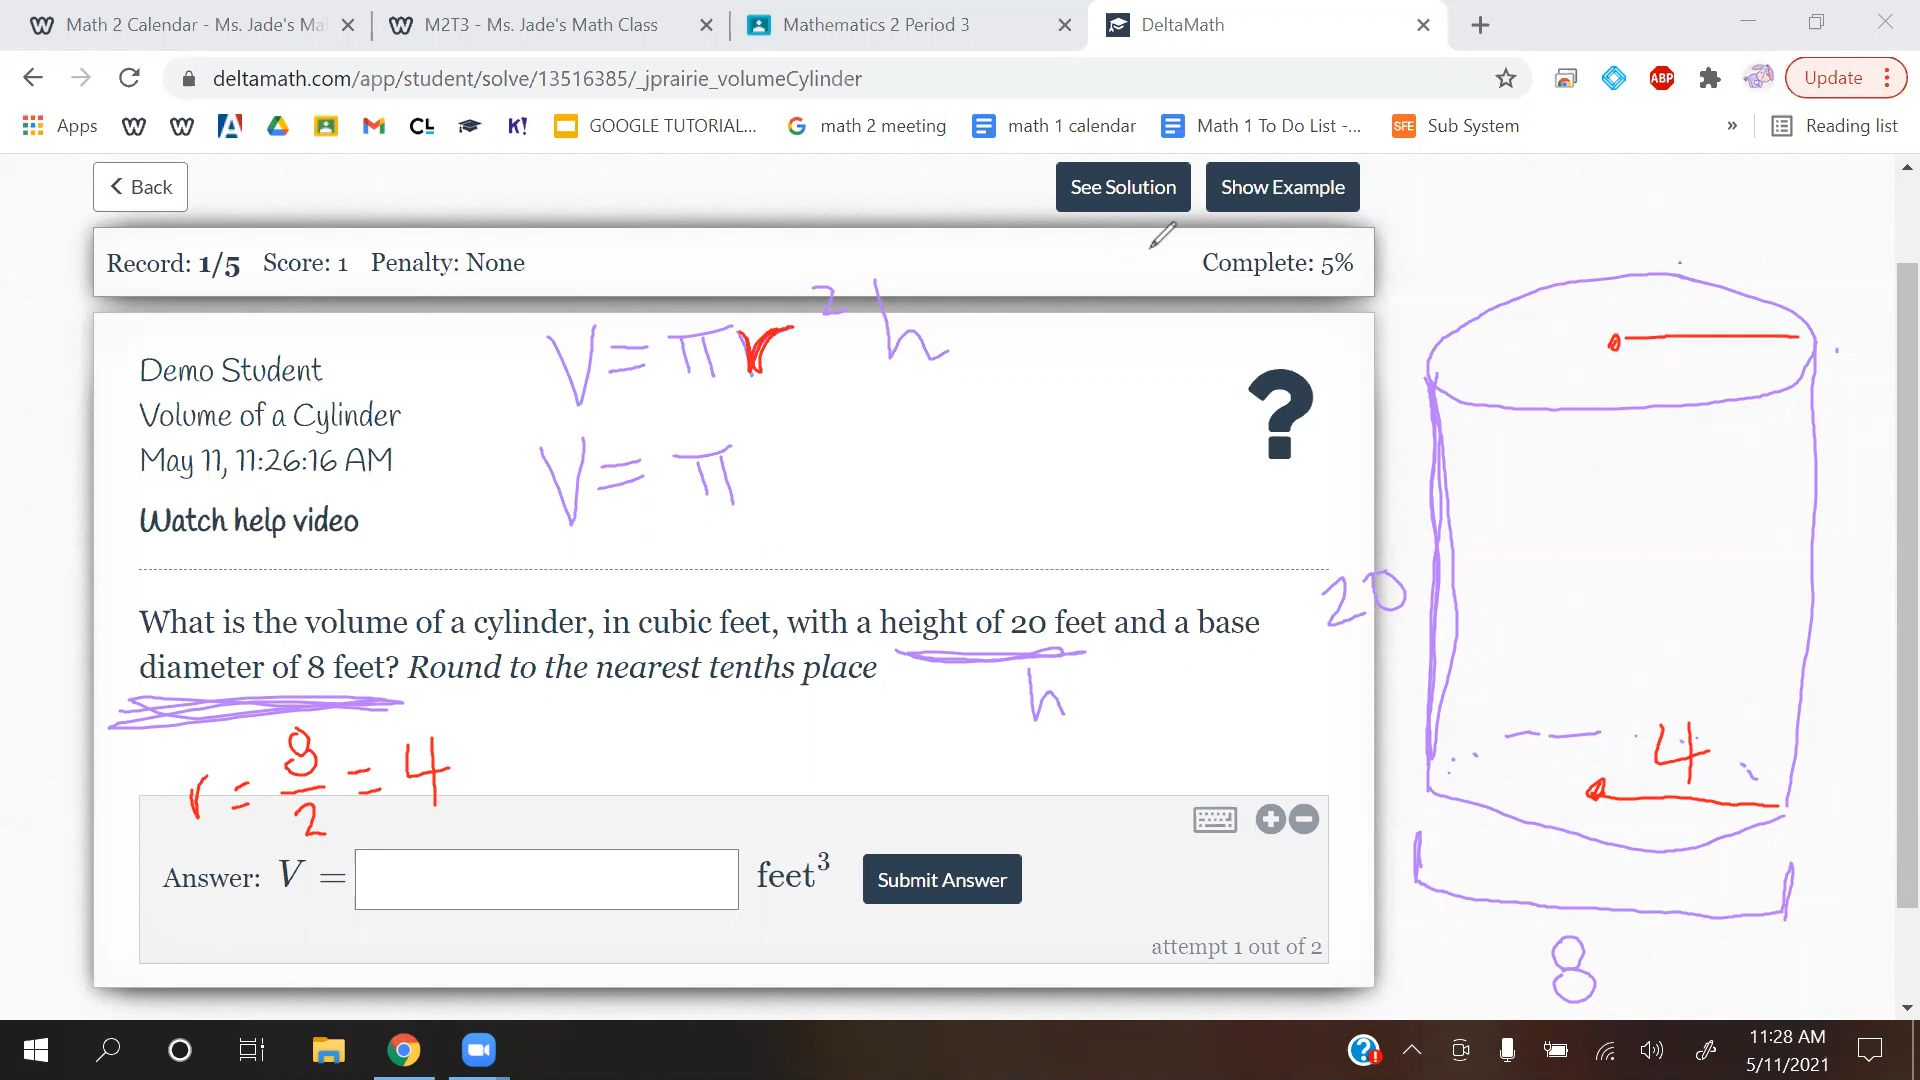 Math 2 Calendar - Ms. Jade's Ma
M2T3 - Ms. Jade's Math Class
Mathematics 2 Period 3
DeltaMath
deltamath.com/app/student/solve/13516385/_jprairie_volumeCylinder
ABP
Update
Apps
CL
K!
GOOGLE TUTORIAL...
math 2 meeting
math 1 calendar
Math 1 To Do List -...
SFE
Sub System
»
Reading list
Back
See Solution
Show Example
Record: 1/5 Score: 1 Penalty: None
Complete: 5%
V = πr²h
Demo Student
Volume of a Cylinder
May 11, 11:26:16 AM
V = π
?
Watch help video
What is the volume of a cylinder, in cubic feet, with a height of 20 feet and a base
diameter of 8 feet? Round to the nearest tenths place
h
r = 8/2 = 4
20
4
8
Answer: V =
feet³
Submit Answer
attempt 1 out of 2
11:28 AM
5/11/2021